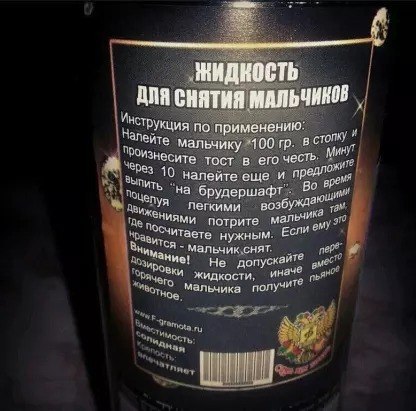 ЖИДКОСТЬ
ДЛЯ СНЯТИЯ МАЛЬЧИКОВ
Инструкция по применению:
Налейте мальчику 100 гр. в стопку и
произнесите тост в его честь. Минут
через 10 налейте еще и предложите
выпить "на брудершафт". Во время
поцелуя легкими возбуждающими
движениями потрите мальчика там,
где посчитаете нужным. Если ему это
нравится - мальчик снят.
Внимание! Не допускайте пере-
дозировки жидкости, иначе вместо
горячего мальчика получите пьяное
животное.
www.F-gramota.ru
Вместимость:
солидная
Крепость:
впечатляет